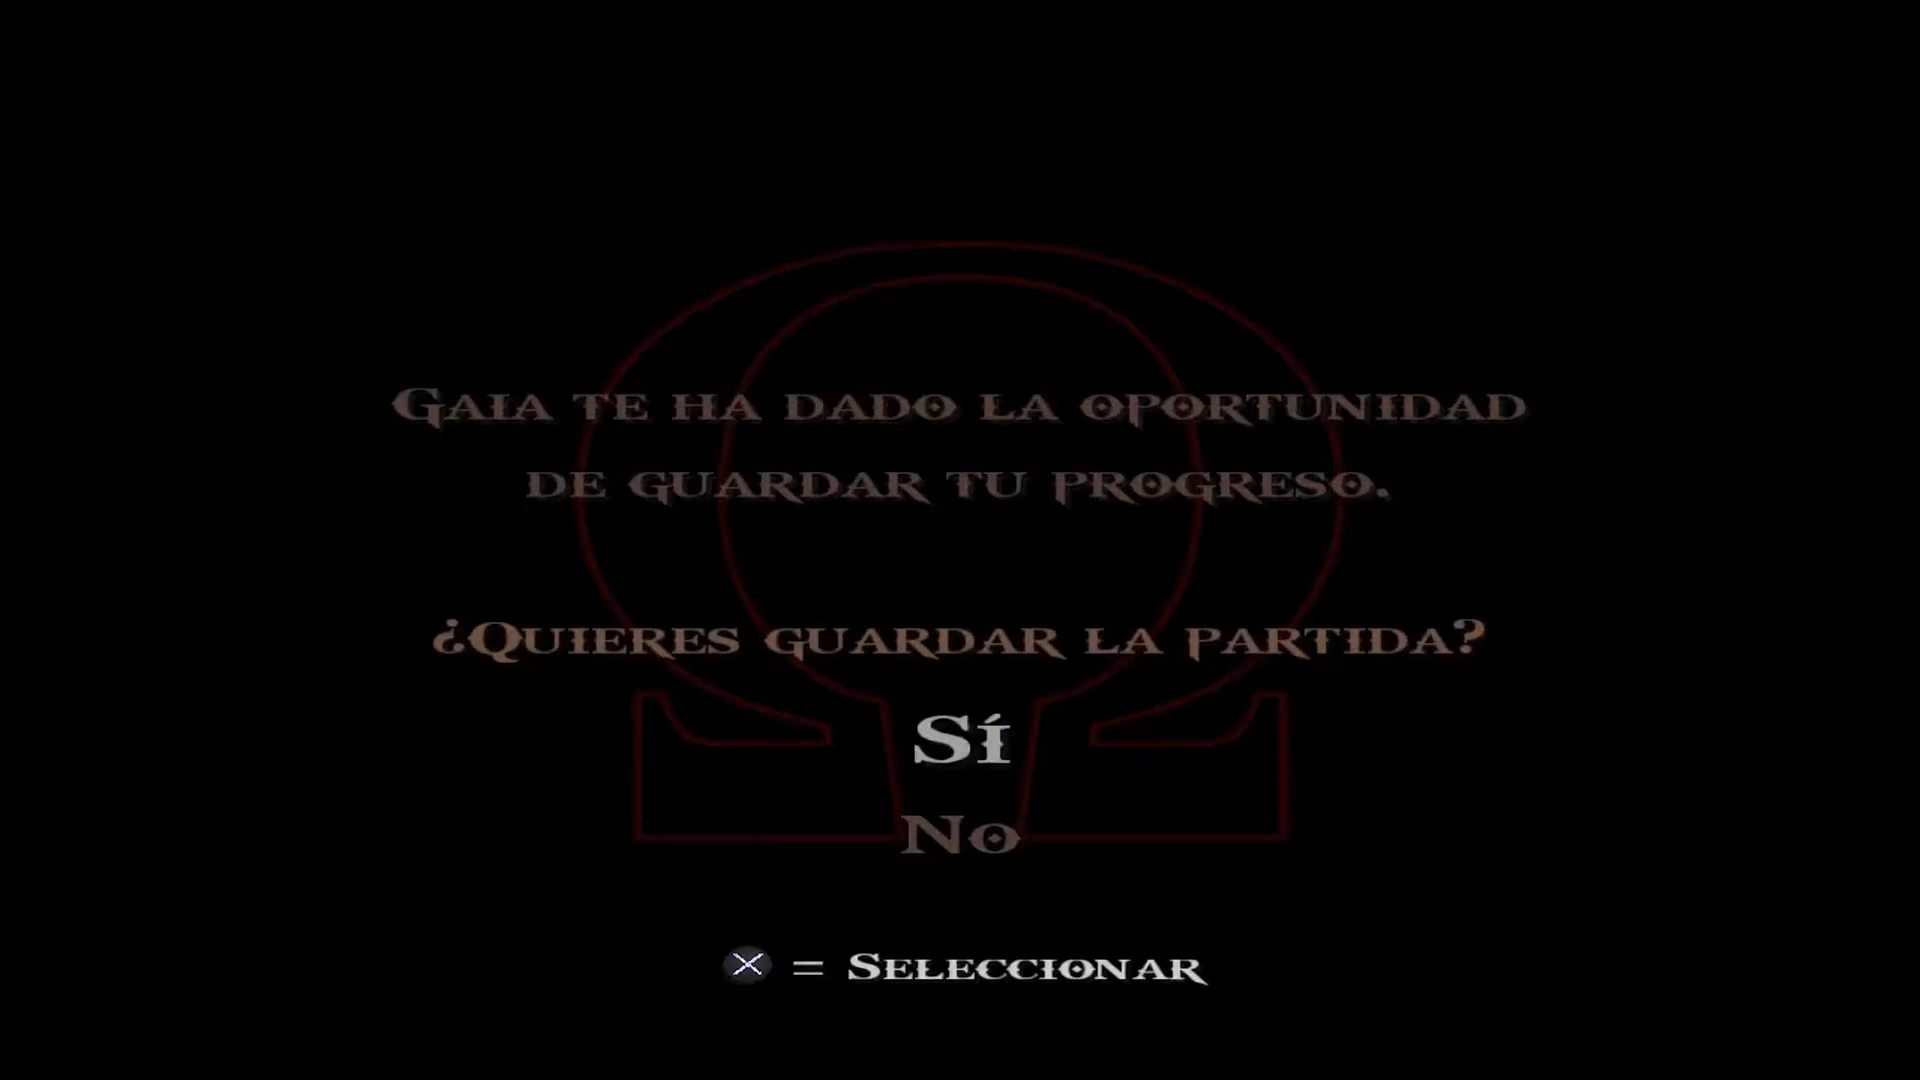 Gaia te ha dado la oportunidad
de guardar tu progreso.
¿Quieres guardar la partida?
Sí
No
= Seleccionar